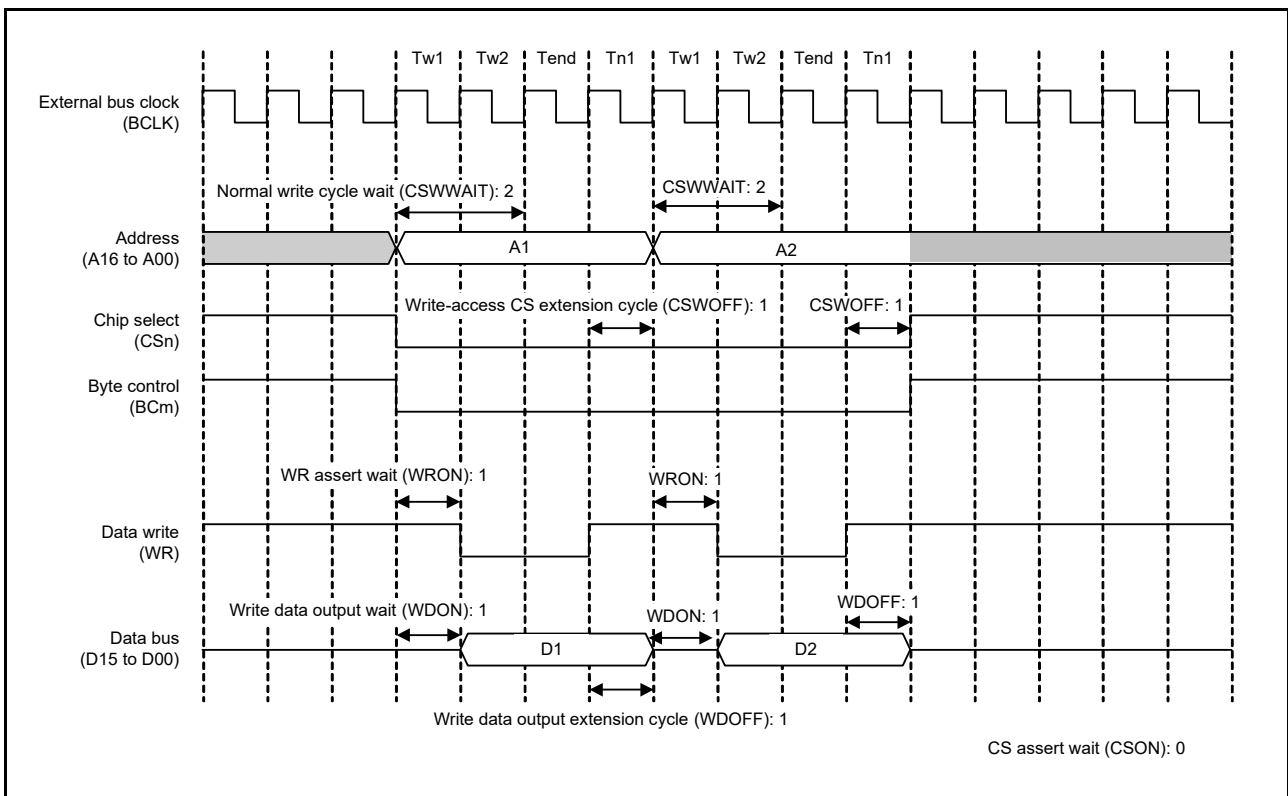 Tw1 Tw2 Tend Tn1 Tw1 Tw2 Tend Tn1
External bus clock
(BCLK)
Normal write cycle wait (CSWWAIT): 2
CSWWAIT: 2
Address
(A16 to A00)
A1
A2
Write-access CS extension cycle (CSWOFF): 1
CSWOFF: 1
Chip select
(CSn)
Byte control
(BCm)
WR assert wait (WRON): 1
WRON: 1
Data write
(WR)
Write data output wait (WDON): 1
WDON: 1
WDOFF: 1
Data bus
(D15 to D00)
D1
D2
Write data output extension cycle (WDOFF): 1
CS assert wait (CSON): 0